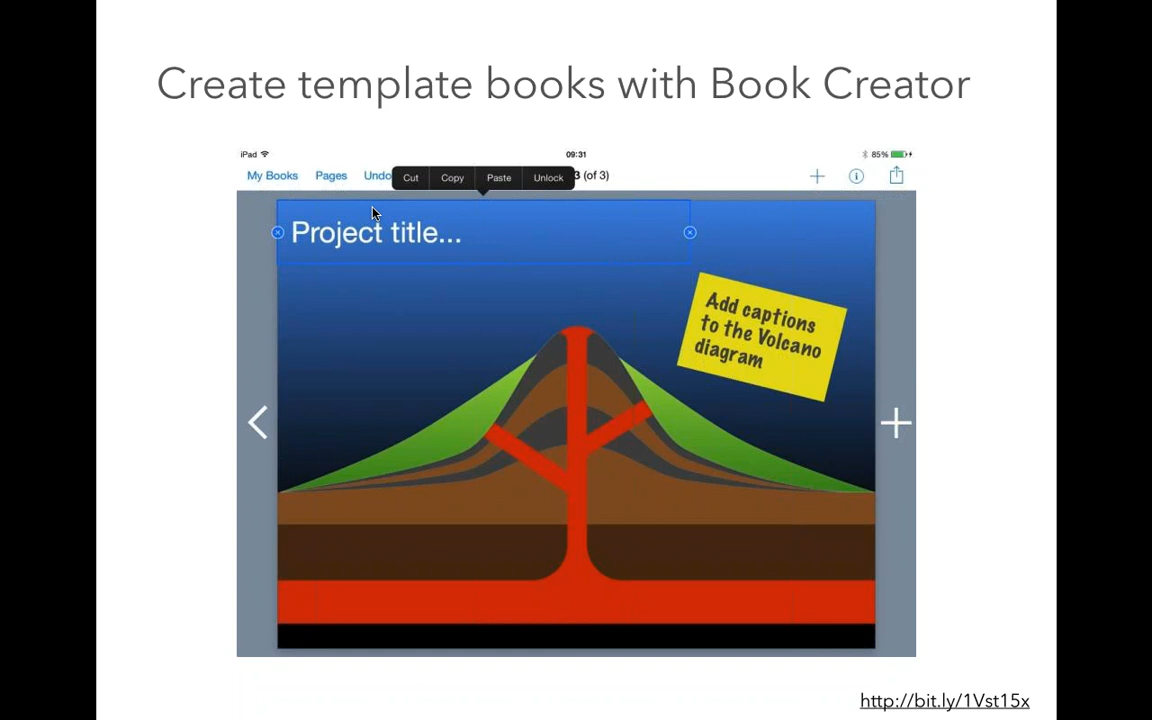 Create template books with Book Creator
iPad 09:31 85%
My Books Pages Undo Cut Copy Paste Unlock 3 (of 3)
Project title...
Add captions
to the Volcano
diagram
http://bit.ly/1Vst15x